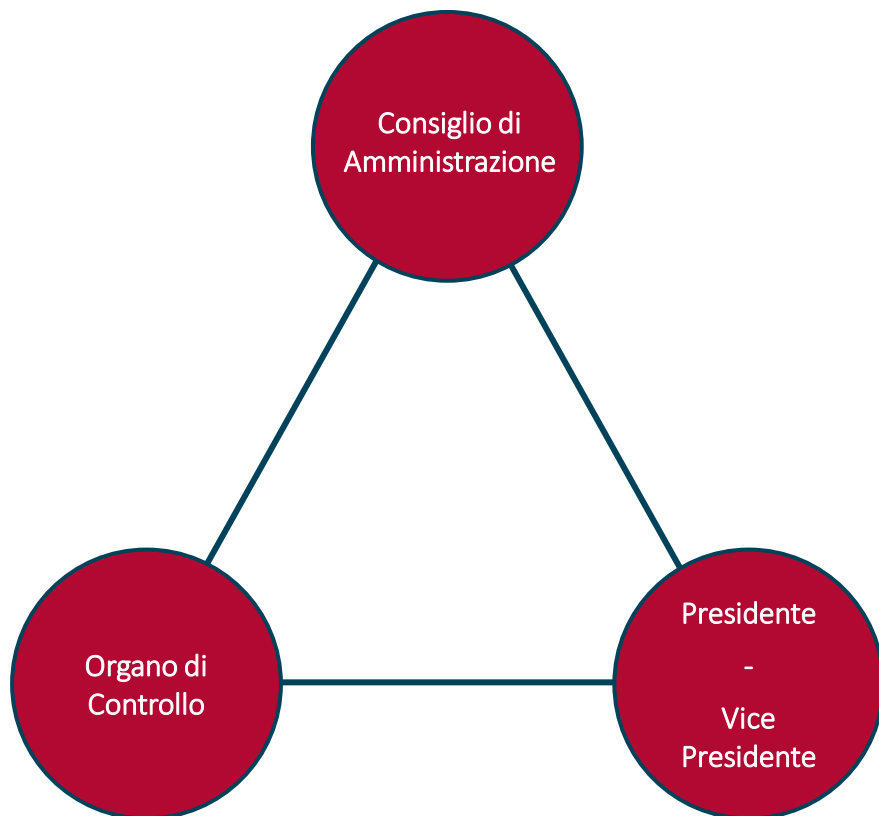 Consiglio di
Amministrazione
Organo di
Controllo
Presidente
-
Vice
Presidente